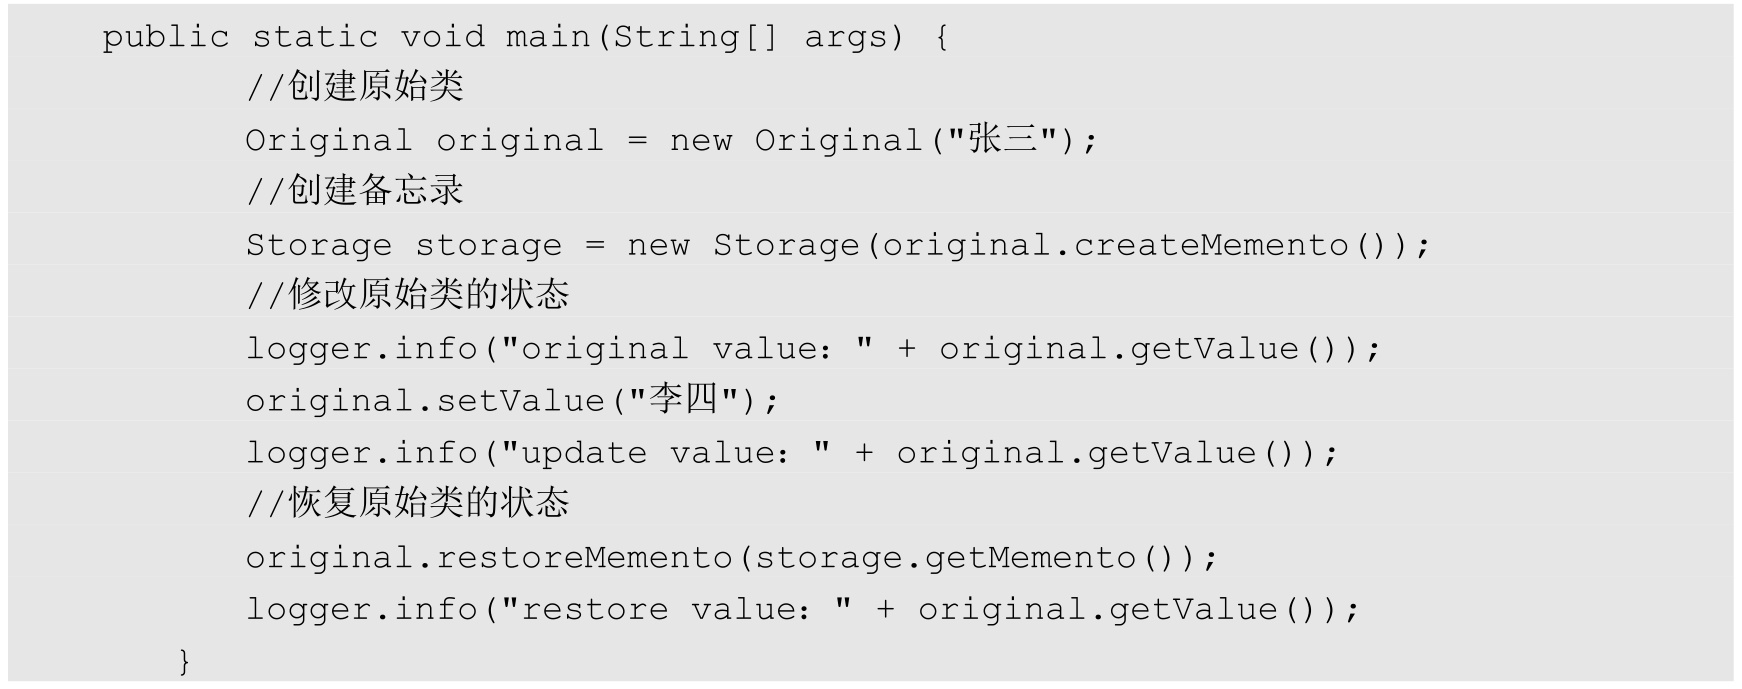 public static void main(String[] args) {
//创建原始类
Original original = new Original("张三");
//创建备忘录
Storage storage = new Storage(original.createMemento());
//修改原始类的状态
logger.info("original value：" + original.getValue());
original.setValue("李四");
logger.info("update value：" + original.getValue());
//恢复原始类的状态
original.restoreMemento(storage.getMemento());
logger.info("restore value：" + original.getValue());
}